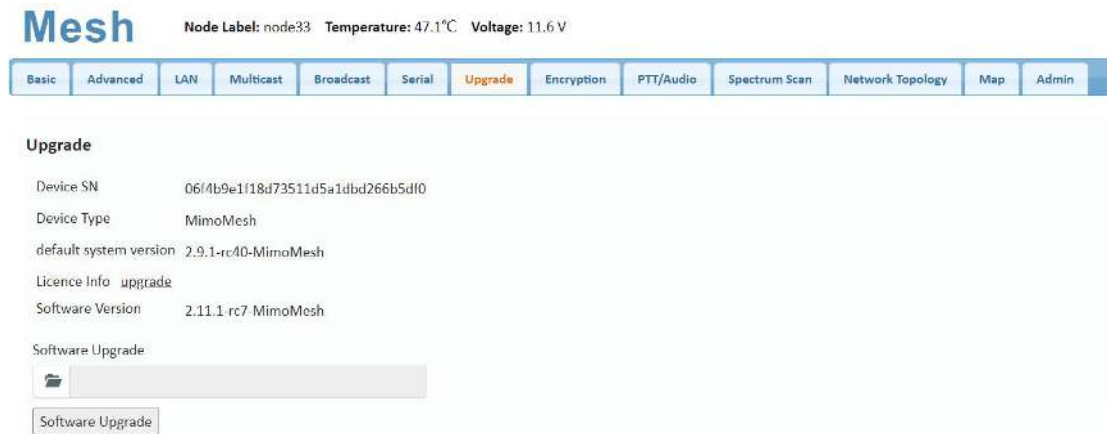 Mesh
Node Label: node33 Temperature: 47.1℃ Voltage: 11.6 V
Basic Advanced LAN Multicast Broadcast Serial Upgrade Encryption PTT/Audio Spectrum Scan Network Topology Map Admin
Upgrade
Device SN 06f4b9e1f18d73511d5a1dbd266b5df0
Device Type MimoMesh
default system version 2.9.1-rc40-MimoMesh
Licence Info upgrade
Software Version 2.11.1-rc7-MimoMesh
Software Upgrade
Software Upgrade